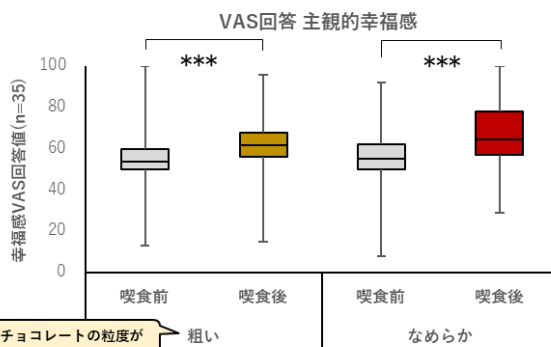 VAS回答 主観的幸福感
***
***
幸福感VAS回答値(n=35)
100
80
60
40
20
0
喫食前
喫食後
喫食前
喫食後
チョコレートの粒度が
粗い
なめらか